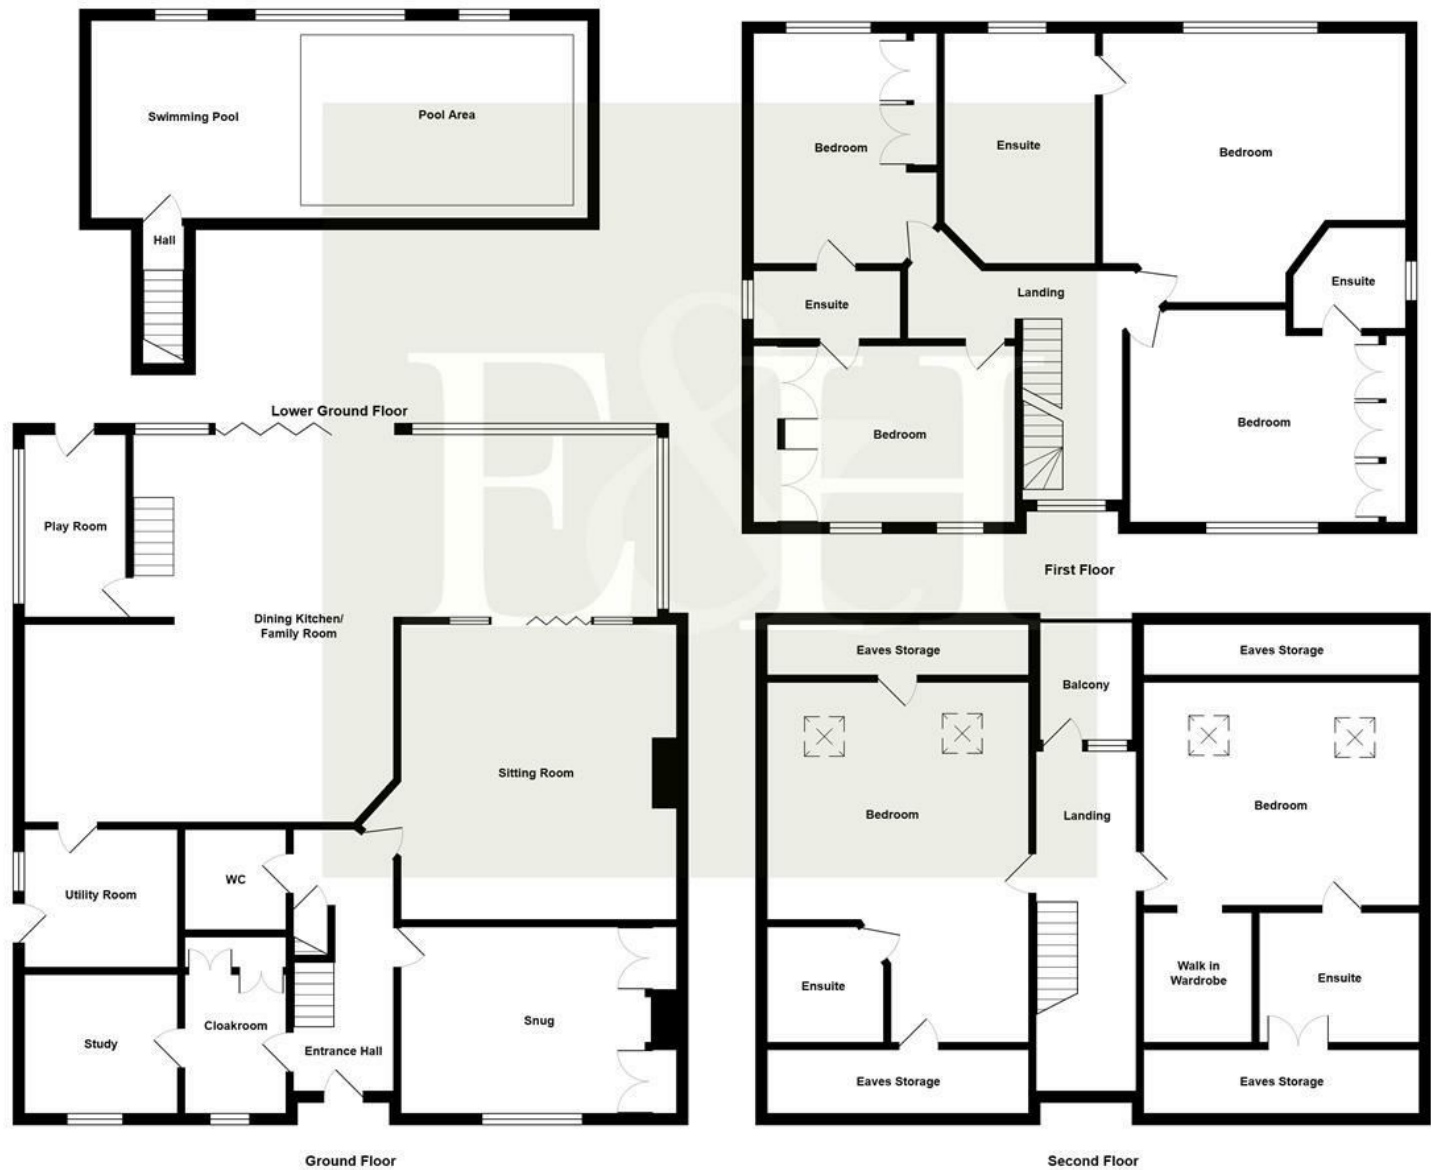 Swimming Pool
Pool Area
Hall
Lower Ground Floor
Play Room
Dining Kitchen/
Family Room
Sitting Room
Utility Room
WC
Cloakroom
Study
Entrance Hall
Snug
Ground Floor
Bedroom
Ensuite
Bedroom
Ensuite
Landing
Ensuite
Bedroom
Bedroom
First Floor
Eaves Storage
Balcony
Eaves Storage
Bedroom
Landing
Bedroom
Ensuite
Walk in
Wardrobe
Ensuite
Eaves Storage
Eaves Storage
Second Floor
E&H